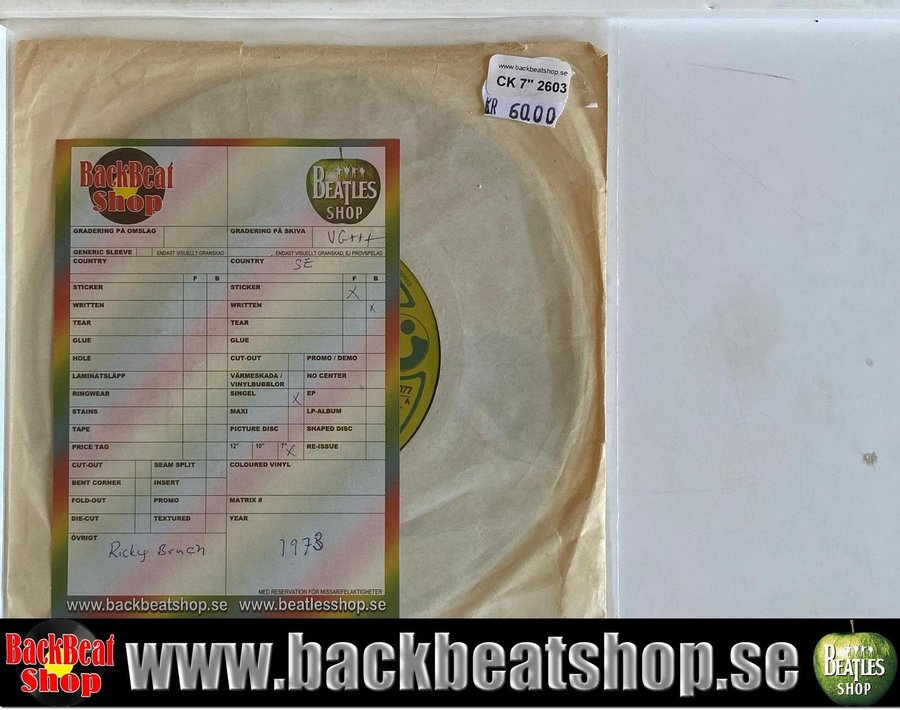 www.backbeatshop.se
CK 7" 2603
KR 60.00
BackBeat Shop
BEATLES SHOP
GRADERING PÅ OMSLAG
GRADERING PÅ SKIVA VG+++
GENERIC SLEEVE ENDAST VISUELLT GRANSKAD
ENDAST VISUELLT GRANSKAD, EJ PROVSPELAD
COUNTRY
COUNTRY SE
F B
F B
STICKER
STICKER X
WRITTEN
WRITTEN X
TEAR
TEAR
GLUE
GLUE
HOLE
CUT-OUT PROMO / DEMO
LAMINATSLÄPP
VÄRMESKADA / VINYLBUBBLOR NO CENTER
RINGWEAR
SINGEL X EP
STAINS
MAXI LP-ALBUM
TAPE
PICTURE DISC SHAPED DISC
PRICE TAG
12" 10" 7" X RE-ISSUE
CUT-OUT SEAM SPLIT
COLOURED VINYL
BENT CORNER INSERT
FOLD-OUT PROMO
MATRIX #
DIE-CUT TEXTURED
YEAR
ÖVRIGT
Ricky Bruch
1973
MED RESERVATION FÖR MISSAR/FELAKTIGHETER
www.backbeatshop.se www.beatlesshop.se
077
A
BackBeat Shop
www.backbeatshop.se
BEATLES SHOP